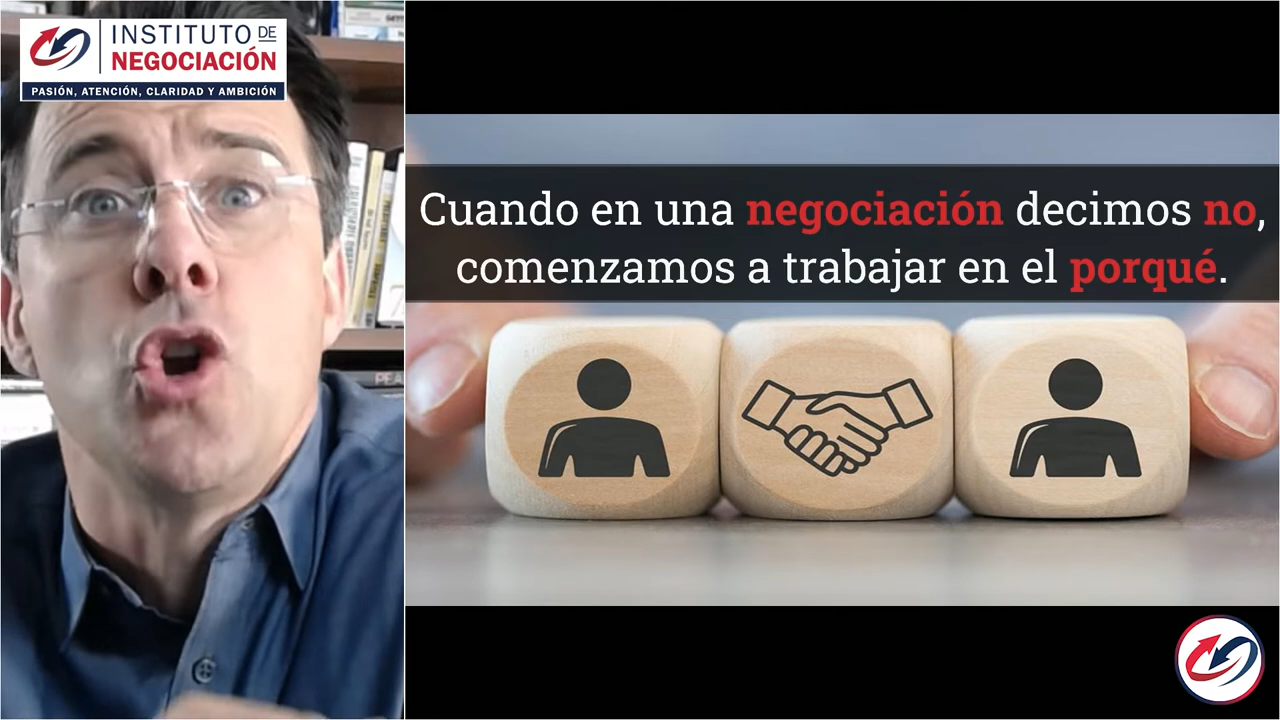 INSTITUTO DE
NEGOCIACIÓN
PASIÓN, ATENCIÓN, CLARIDAD Y AMBICIÓN
Cuando en una negociación decimos no,
comenzamos a trabajar en el porqué.